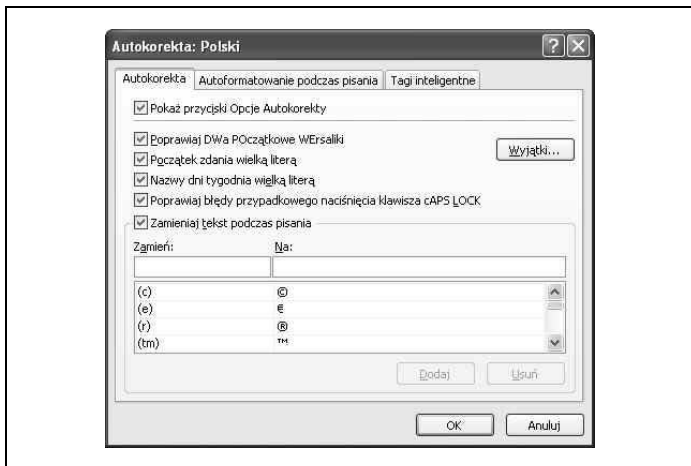 Autokorekta: Polski
Autokorekta Autoformatowanie podczas pisania Tagi inteligentne
Pokaż przyciski Opcje Autokorekty
Poprawiaj DWa POczątkowe WErsaliki
Wyjątki...
Początek zdania wielką literą
Nazwy dni tygodnia wielką literą
Poprawiaj błędy przypadkowego naciśnięcia klawisza cAPS LOCK
Zamieniaj tekst podczas pisania
Zamień: Na:
(c) ©
(e) €
(r) ®
(tm) ™
Dodaj Usuń
OK Anuluj